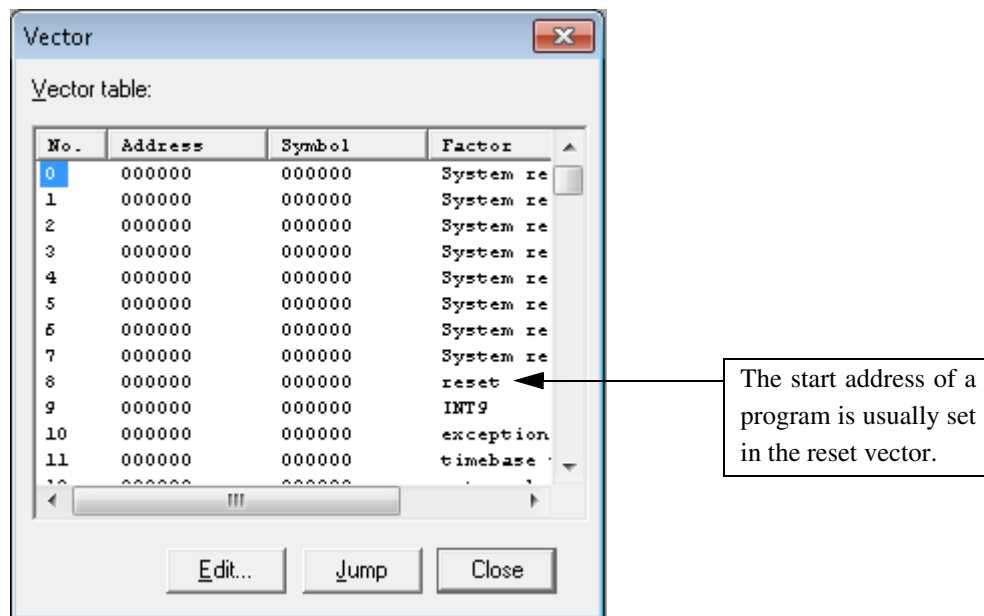 Vector
Vector table:
No. Address Symbol Factor
0 000000 000000 System re
1 000000 000000 System re
2 000000 000000 System re
3 000000 000000 System re
4 000000 000000 System re
5 000000 000000 System re
6 000000 000000 System re
7 000000 000000 System re
8 000000 000000 reset
9 000000 000000 INT9
10 000000 000000 exception
11 000000 000000 timebase
The start address of a
program is usually set
in the reset vector.
Edit... Jump Close